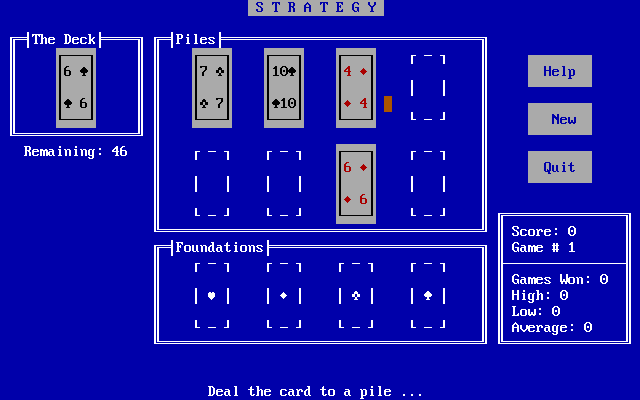 STRATEGY
The Deck
6 ♠
♠ 6
Remaining: 46
Piles
7 ♣
♣ 7
10♠
♠10
4 ♦
♦ 4
6 ♦
♦ 6
Foundations
♥ ♦ ♣ ♠
Help
New
Quit
Score: 0
Game # 1
Games Won: 0
High: 0
Low: 0
Average: 0
Deal the card to a pile ...